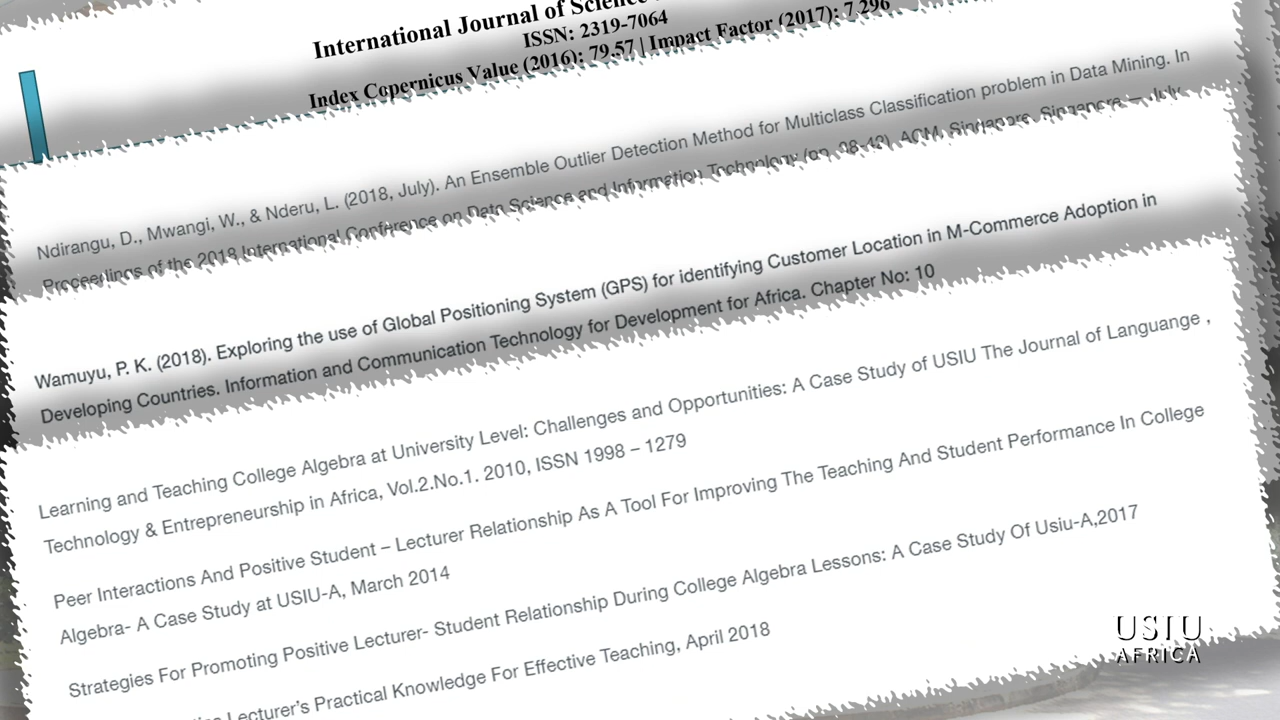 International Journal of Science
ISSN: 2319-7064
Index Copernicus Value (2016): 79.57 | Impact Factor (2017): 7.296
Ndirangu, D., Mwangi, W., & Nderu, L. (2018, July). An Ensemble Outlier Detection Method for Multiclass Classification problem in Data Mining. In
Proceedings of the 2018 International Conference on Data Science and Information Technology (pp. ACM, Singapore, Singapore — July
Wamuyu, P. K. (2018). Exploring the use of Global Positioning System (GPS) for identifying Customer Location in M-Commerce Adoption in
Developing Countries. Information and Communication Technology for Development for Africa. Chapter No: 10
Learning and Teaching College Algebra at University Level: Challenges and Opportunities: A Case Study of USIU The Journal of Languange ,
Technology & Entrepreneurship in Africa, Vol.2.No.1. 2010, ISSN 1998 – 1279
Peer Interactions And Positive Student – Lecturer Relationship As A Tool For Improving The Teaching And Student Performance In College
Algebra- A Case Study at USIU-A, March 2014
Strategies For Promoting Positive Lecturer- Student Relationship During College Algebra Lessons: A Case Study Of Usiu-A,2017
Lecturer's Practical Knowledge For Effective Teaching, April 2018
USIU
AFRICA